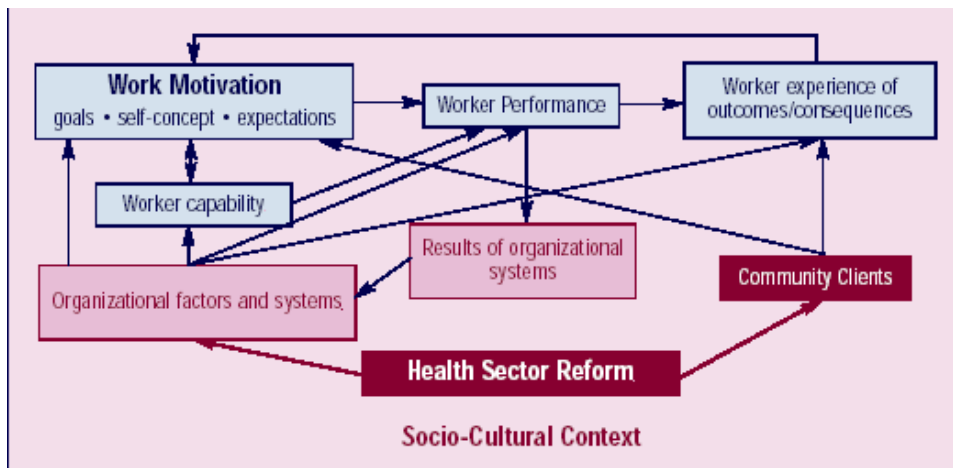 Work Motivation
goals • self-concept • expectations
Worker Performance
Worker experience of
outcomes/consequences
Worker capability
Results of organizational
systems
Organizational factors and systems.
Community Clients
Health Sector Reform.
Socio-Cultural Context